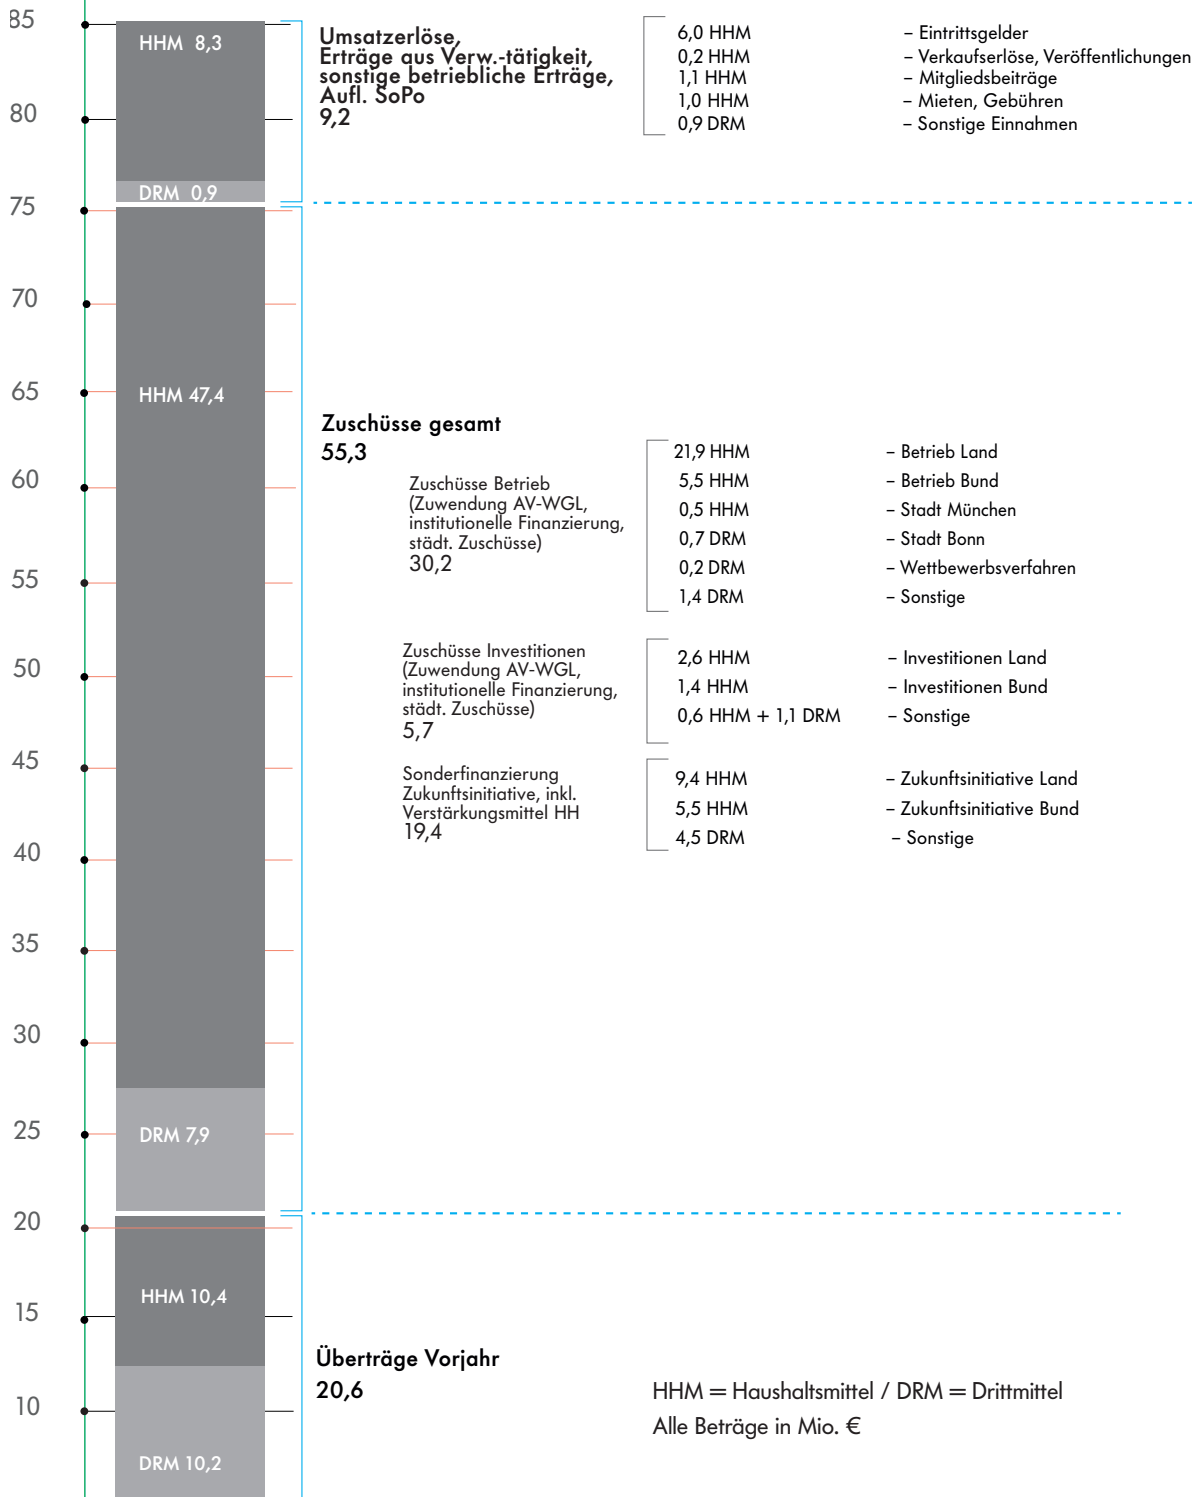 85
80
75
70
65
60
55
50
45
40
35
30
25
20
15
10
HHM 8,3
DRM 0,9
HHM 47,4
DRM 7,9
HHM 10,4
DRM 10,2
Umsatzerlöse,
Erträge aus Verw.-tätigkeit,
sonstige betriebliche Erträge,
Aufl. SoPo
9,2
6,0 HHM – Eintrittsgelder
0,2 HHM – Verkaufserlöse, Veröffentlichungen
1,1 HHM – Mitgliedsbeiträge
1,0 HHM – Mieten, Gebühren
0,9 DRM – Sonstige Einnahmen
Zuschüsse gesamt
55,3
Zuschüsse Betrieb
(Zuwendung AV-WGL,
institutionelle Finanzierung,
städt. Zuschüsse)
30,2
21,9 HHM – Betrieb Land
5,5 HHM – Betrieb Bund
0,5 HHM – Stadt München
0,7 DRM – Stadt Bonn
0,2 DRM – Wettbewerbsverfahren
1,4 DRM – Sonstige
Zuschüsse Investitionen
(Zuwendung AV-WGL,
institutionelle Finanzierung,
städt. Zuschüsse)
5,7
2,6 HHM – Investitionen Land
1,4 HHM – Investitionen Bund
0,6 HHM + 1,1 DRM – Sonstige
Sonderfinanzierung
Zukunftsinitiative, inkl.
Verstärkungsmittel HH
19,4
9,4 HHM – Zukunftsinitiative Land
5,5 HHM – Zukunftsinitiative Bund
4,5 DRM – Sonstige
Überträge Vorjahr
20,6
HHM = Haushaltsmittel / DRM = Drittmittel
Alle Beträge in Mio. €